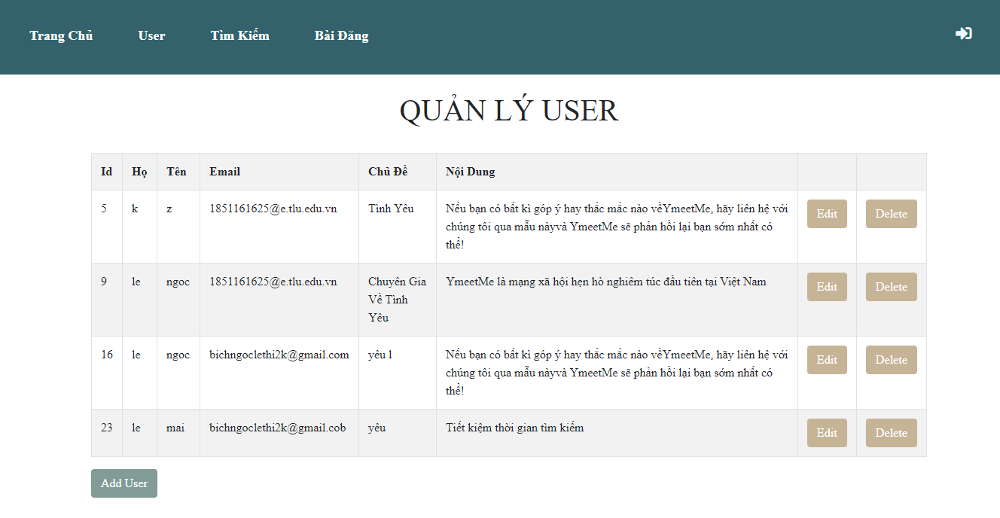 Trang Chủ User Tìm Kiếm Bài Đăng
QUẢN LÝ USER
Id Họ Tên Email Chủ Đề Nội Dung
5 k z 1851161625@e.tlu.edu.vn Tình Yêu Nếu bạn có bất kì góp ý hay thắc mắc nào vềYmeetMe, hãy liên hệ với Edit Delete
chúng tôi qua mẫu nàyvà YmeetMe sẽ phản hồi lại bạn sớm nhất có
thể!
9 le ngoc 1851161625@e.tlu.edu.vn Chuyên Gia YmeetMe là mạng xã hội hẹn hò nghiêm túc đầu tiên tại Việt Nam Edit Delete
Về Tình
Yêu
16 le ngoc bichngoclethi2k@gmail.com yêu l Nếu bạn có bất kì góp ý hay thắc mắc nào vềYmeetMe, hãy liên hệ với Edit Delete
chúng tôi qua mẫu nàyvà YmeetMe sẽ phản hồi lại bạn sớm nhất có
thể!
23 le mai bichngoclethi2k@gmail.cob yêu Tiết kiệm thời gian tìm kiếm Edit Delete
Add User